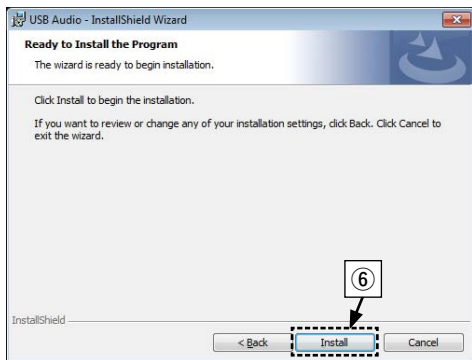 USB Audio - InstallShield Wizard
Ready to Install the Program
The wizard is ready to begin installation.
Click Install to begin the installation.
If you want to review or change any of your installation settings, click Back. Click Cancel to
exit the wizard.
⑥
InstallShield
< Back Install Cancel